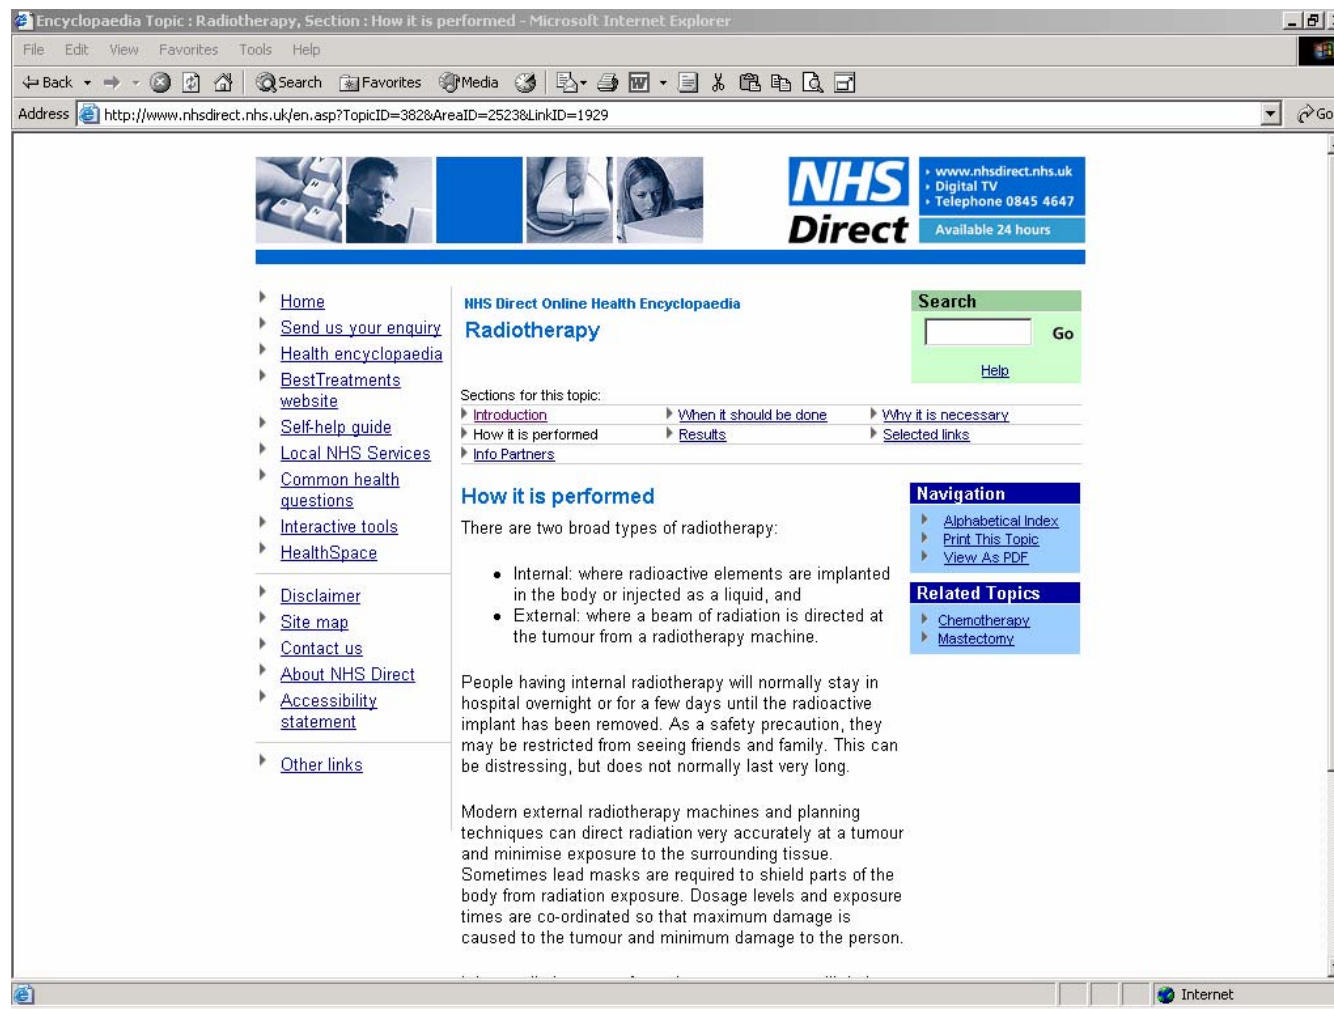 Encyclopaedia Topic : Radiotherapy, Section : How it is performed - Microsoft Internet Explorer
File Edit View Favorites Tools Help
Back Search Favorites Media
Address http://www.nhsdirect.nhs.uk/en.asp?TopicID=382&AreaID=2523&LinkID=1929 Go
NHS
Direct
www.nhsdirect.nhs.uk
Digital TV
Telephone 0845 4647
Available 24 hours
Home
Send us your enquiry
Health encyclopaedia
BestTreatments
website
Self-help guide
Local NHS Services
Common health
questions
Interactive tools
HealthSpace
Disclaimer
Site map
Contact us
About NHS Direct
Accessibility
statement
Other links
NHS Direct Online Health Encyclopaedia
Radiotherapy
Search
Go
Help
Sections for this topic:
Introduction When it should be done Why it is necessary
How it is performed Results Selected links
Info Partners
How it is performed
There are two broad types of radiotherapy:
• Internal: where radioactive elements are implanted
in the body or injected as a liquid, and
• External: where a beam of radiation is directed at
the tumour from a radiotherapy machine.
People having internal radiotherapy will normally stay in
hospital overnight or for a few days until the radioactive
implant has been removed. As a safety precaution, they
may be restricted from seeing friends and family. This can
be distressing, but does not normally last very long.
Modern external radiotherapy machines and planning
techniques can direct radiation very accurately at a tumour
and minimise exposure to the surrounding tissue.
Sometimes lead masks are required to shield parts of the
body from radiation exposure. Dosage levels and exposure
times are co-ordinated so that maximum damage is
caused to the tumour and minimum damage to the person.
Navigation
Alphabetical Index
Print This Topic
View As PDF
Related Topics
Chemotherapy
Mastectomy
Internet